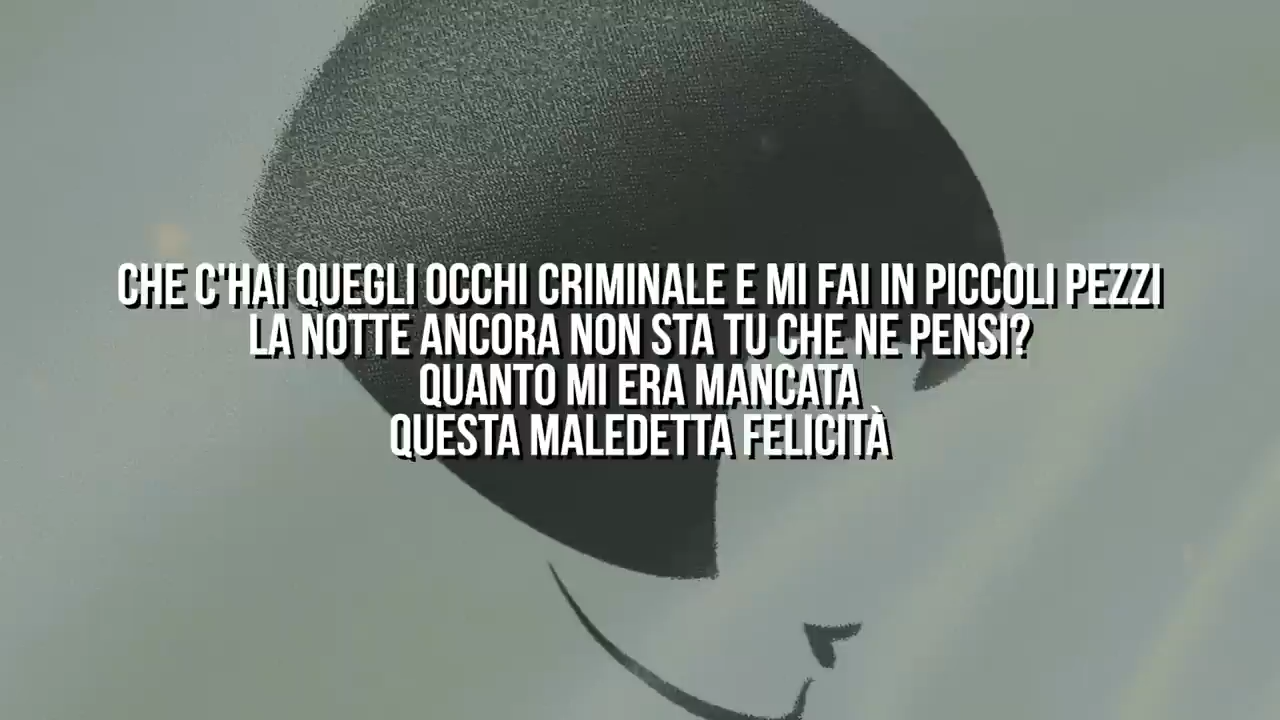 CHE C'HAI QUEGLI OCCHI CRIMINALE E MI FAI IN PICCOLI PEZZI
LA NOTTE ANCORA NON STA TU CHE NE PENSI?
QUANTO MI ERA MANCATA
QUESTA MALEDETTA FELICITÀ